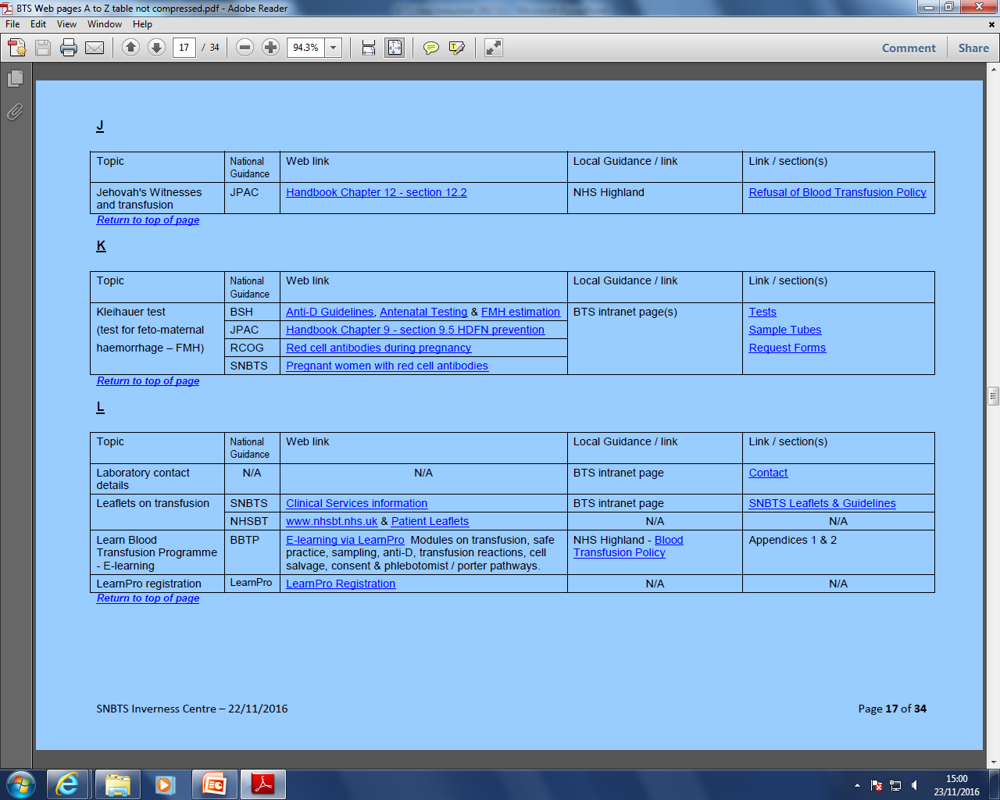 BTS Web pages A to Z table not compressed.pdf - Adobe Reader
File Edit View Window Help
17 / 34 94.3% Comment Share
J
Topic National Guidance Web link Local Guidance / link Link / section(s)
Jehovah's Witnesses and transfusion JPAC Handbook Chapter 12 - section 12.2 NHS Highland Refusal of Blood Transfusion Policy
Return to top of page
K
Topic National Guidance Web link Local Guidance / link Link / section(s)
Kleihauer test BSH Anti-D Guidelines, Antenatal Testing & FMH estimation BTS intranet page(s) Tests
(test for feto-maternal JPAC Handbook Chapter 9 - section 9.5 HDFN prevention Sample Tubes
haemorrhage – FMH) RCOG Red cell antibodies during pregnancy Request Forms
SNBTS Pregnant women with red cell antibodies
Return to top of page
L
Topic National Guidance Web link Local Guidance / link Link / section(s)
Laboratory contact details N/A N/A BTS intranet page Contact
Leaflets on transfusion SNBTS Clinical Services information BTS intranet page SNBTS Leaflets & Guidelines
NHSBT www.nhsbt.nhs.uk & Patient Leaflets N/A N/A
Learn Blood BBTP E-learning via LearnPro Modules on transfusion, safe NHS Highland - Blood Appendices 1 & 2
Transfusion Programme practice, sampling, anti-D, transfusion reactions, cell Transfusion Policy
- E-learning salvage, consent & phlebotomist / porter pathways.
LearnPro registration LearnPro LearnPro Registration N/A N/A
Return to top of page
SNBTS Inverness Centre – 22/11/2016 Page 17 of 34
15:00
23/11/2016